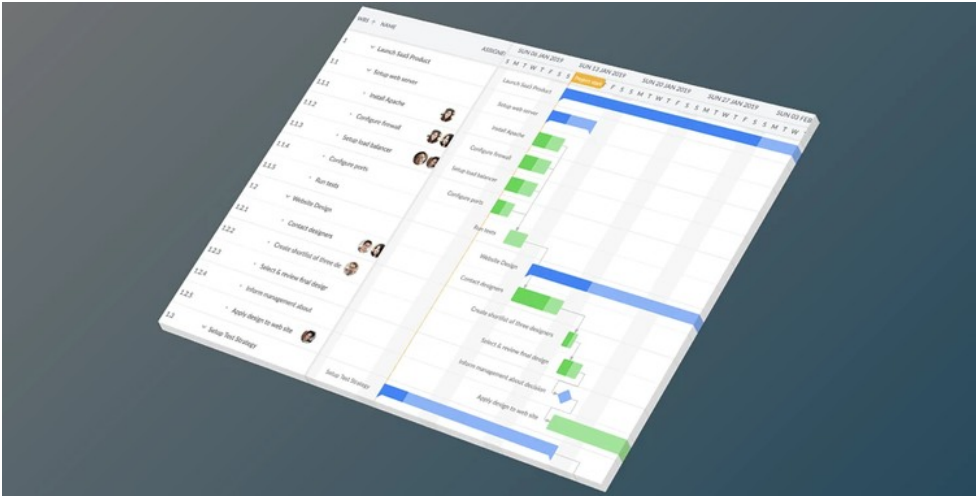 WBS NAME ASSIGNE
1 Launch SaaS Product
1.1 Setup web server
1.1.1 Install Apache
1.1.2 Configure firewall
1.1.3 Setup load balancer
1.1.4 Configure ports
1.1.5 Run tests
1.2 Website Design
1.2.1 Contact designers
1.2.2 Create shortlist of three de
1.2.3 Select & review final design
1.2.4 Inform management about
1.2.5 Apply design to web site
Setup Test Strategy
SUN 06 JAN 2019 SUN 13 JAN 2019 SUN 20 JAN 2019 SUN 27 JAN 2019 SUN 03 FEB
S M T W T F S S
F S S M T W T F S S M T W T F S S M T W
Launch SaaS Product
Setup web server
Install Apache
Configure firewall
Setup load balancer
Configure ports
Run tests
Website Design
Contact designers
Create shortlist of three designers
Select & review final design
Inform management about decision
Apply design to web site
Setup Test Strategy